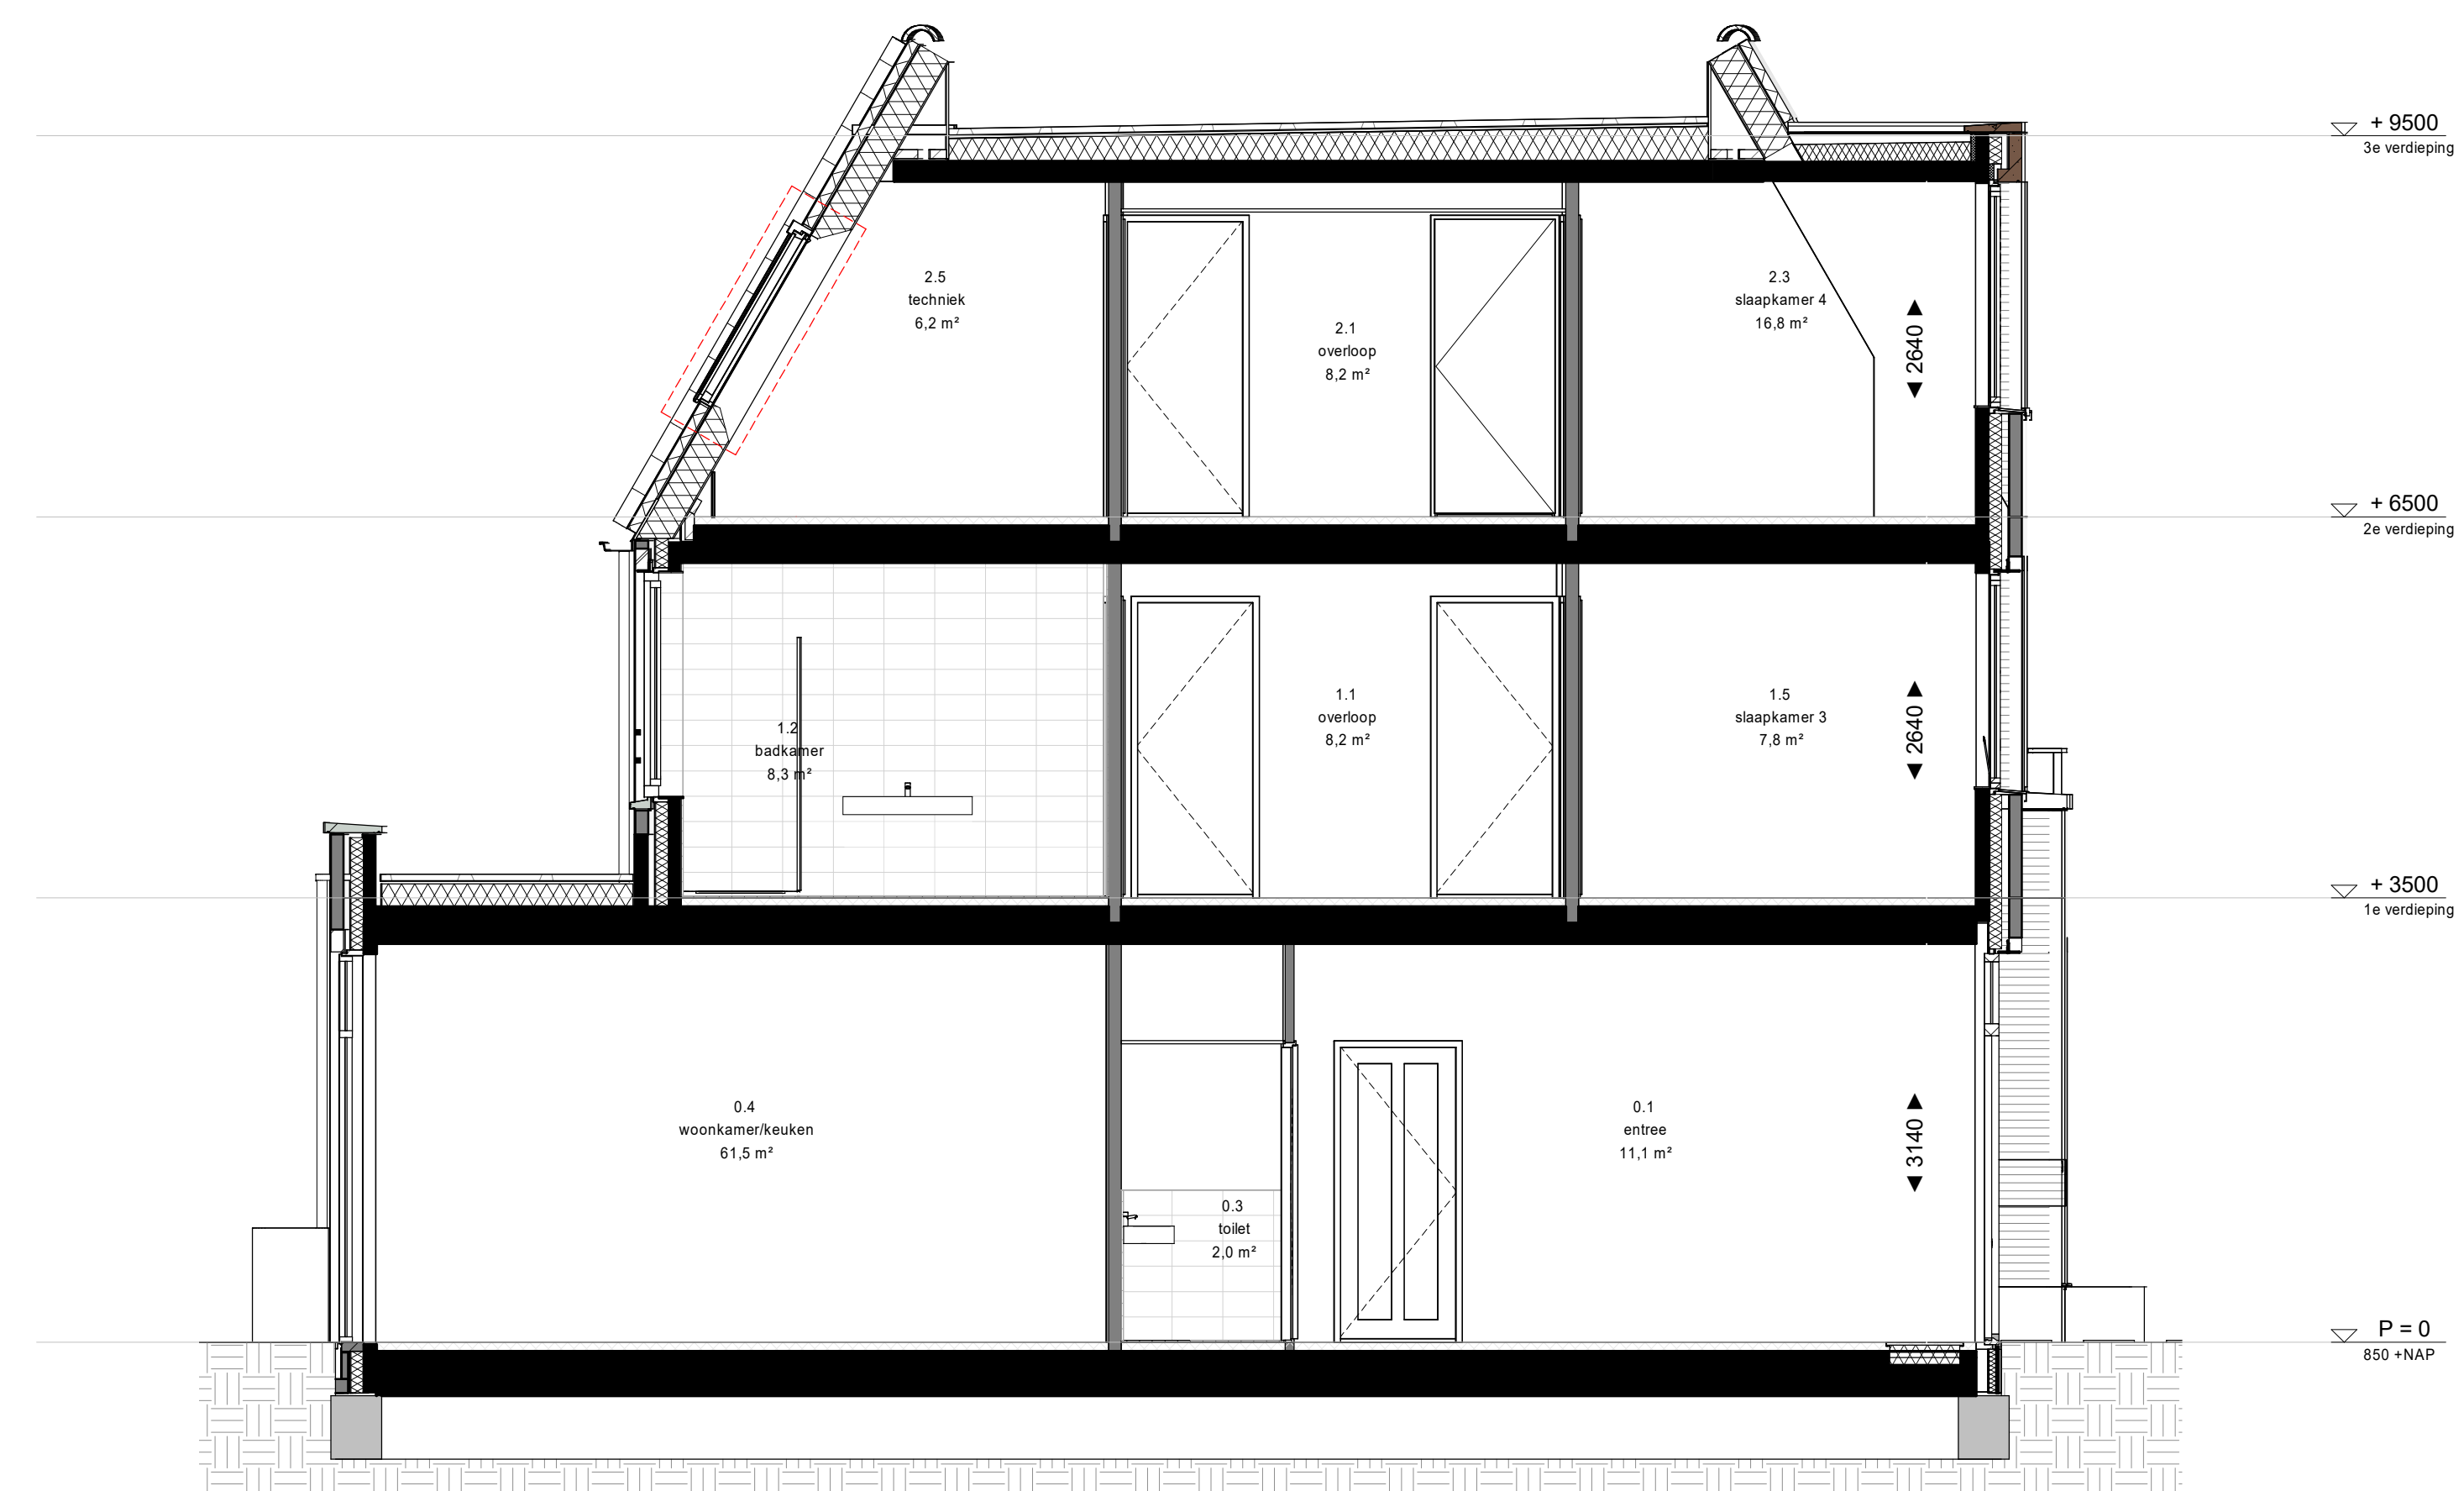 + 9500
3e verdieping
2.5
techniek
6,2 m²
2.1
overloop
8,2 m²
2.3
slaapkamer 4
16,8 m²
2640
+ 6500
2e verdieping
1.2
badkamer
8,3 m²
1.1
overloop
8,2 m²
1.5
slaapkamer 3
7,8 m²
2640
+ 3500
1e verdieping
0.4
woonkamer/keuken
61,5 m²
0.3
toilet
2,0 m²
0.1
entree
11,1 m²
3140
P = 0
850 +NAP